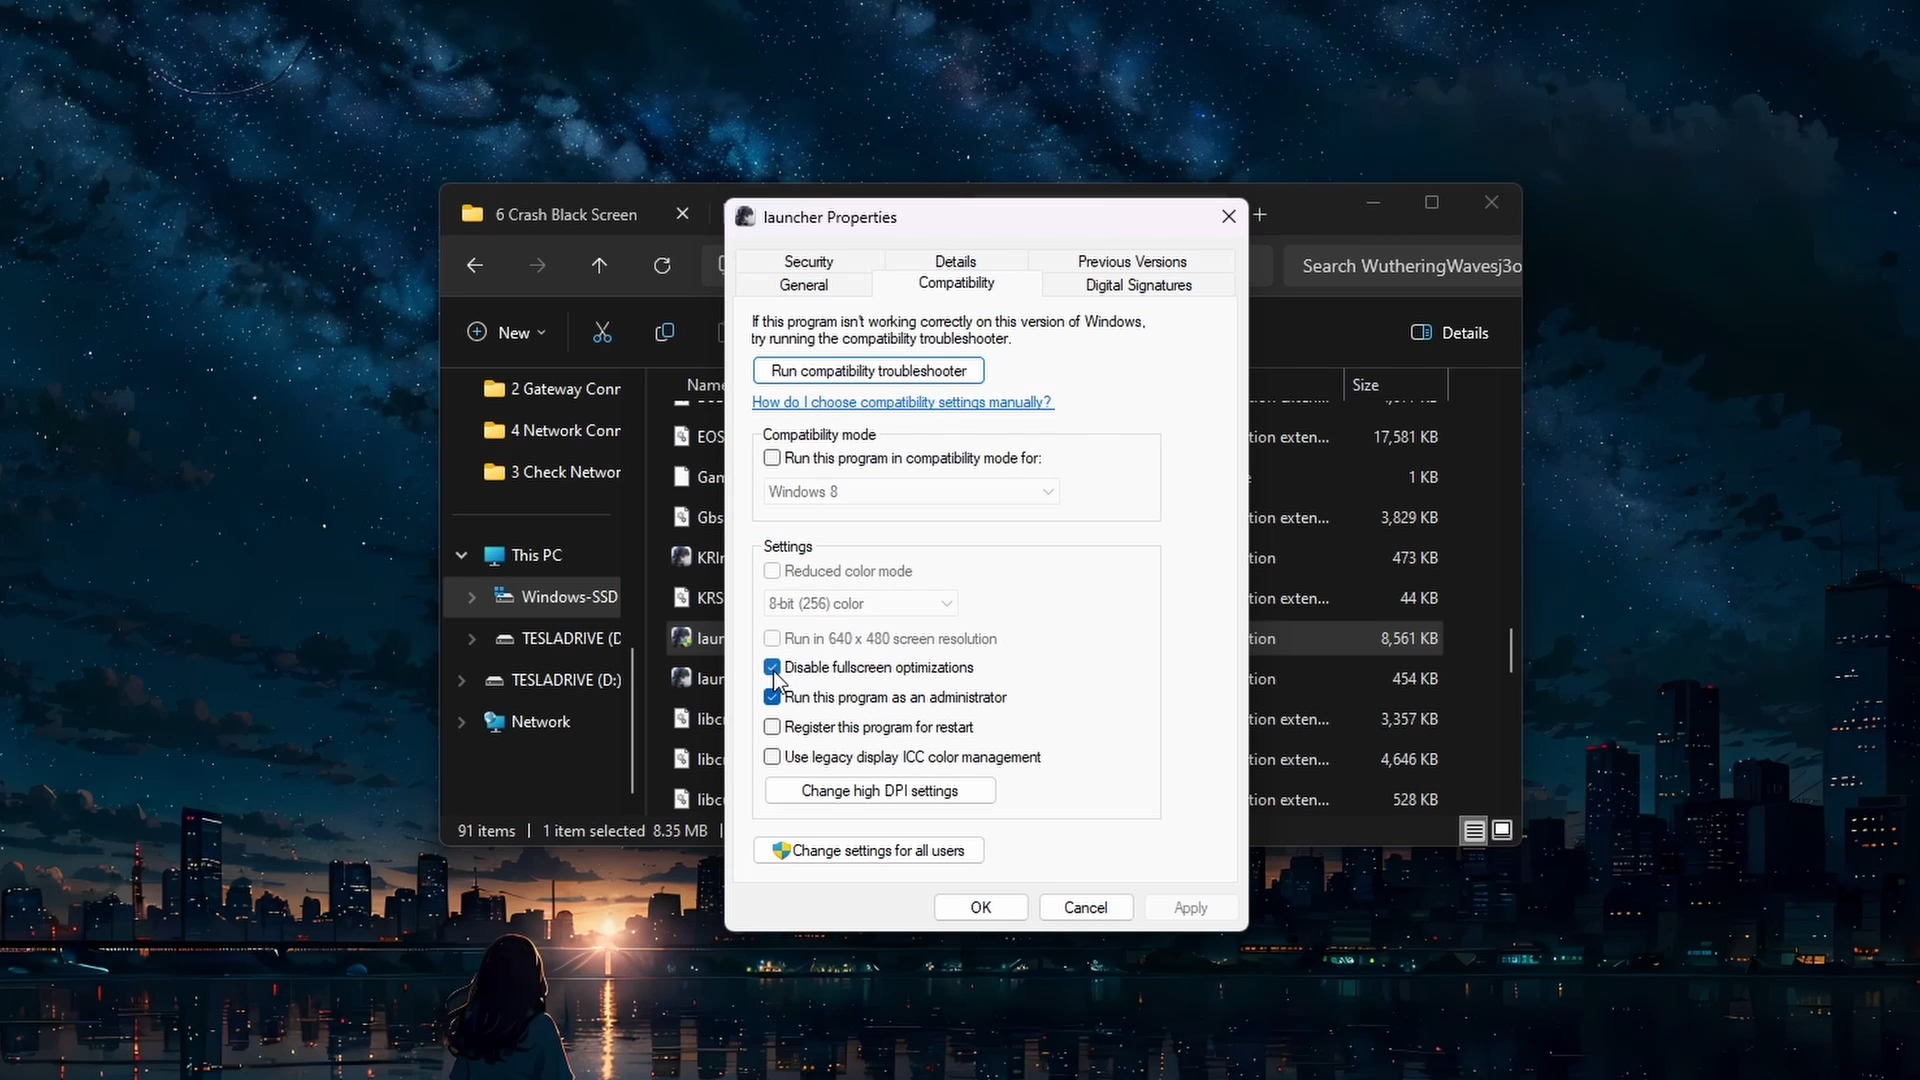 6 Crash Black Screen
launcher Properties
Search WutheringWavesj3o
Security
Details
Previous Versions
General
Compatibility
Digital Signatures
If this program isn't working correctly on this version of Windows,
try running the compatibility troubleshooter.
Run compatibility troubleshooter
How do I choose compatibility settings manually?
Compatibility mode
Run this program in compatibility mode for:
Windows 8
Settings
Reduced color mode
8-bit (256) color
Run in 640 x 480 screen resolution
Disable fullscreen optimizations
Run this program as an administrator
Register this program for restart
Use legacy display ICC color management
Change high DPI settings
Change settings for all users
OK
Cancel
Apply
New
Details
2 Gateway Conr
4 Network Conr
3 Check Networ
This PC
Windows-SSD
TESLADRIVE (D
TESLADRIVE (D:)
Network
Name
Size
EOS
tion exten...
17,581 KB
Gam
1 KB
Gbs
tion exten...
3,829 KB
KRIn
tion
473 KB
KRS
tion exten...
44 KB
laun
tion
8,561 KB
laun
tion
454 KB
libcu
tion exten...
3,357 KB
libcu
tion exten...
4,646 KB
libcu
tion exten...
528 KB
91 items
1 item selected 8.35 MB